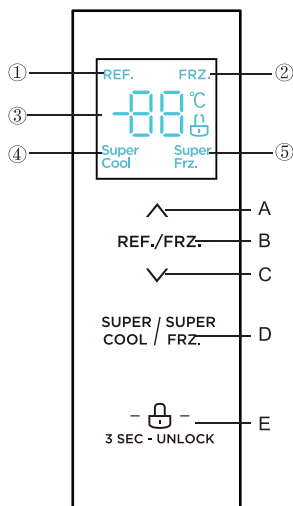 ① REF. FRZ. ②
③ -88 °C
④ Super Cool Super Frz. ⑤
A
REF./FRZ. B
C
SUPER COOL / SUPER FRZ. D
E
3 SEC - UNLOCK